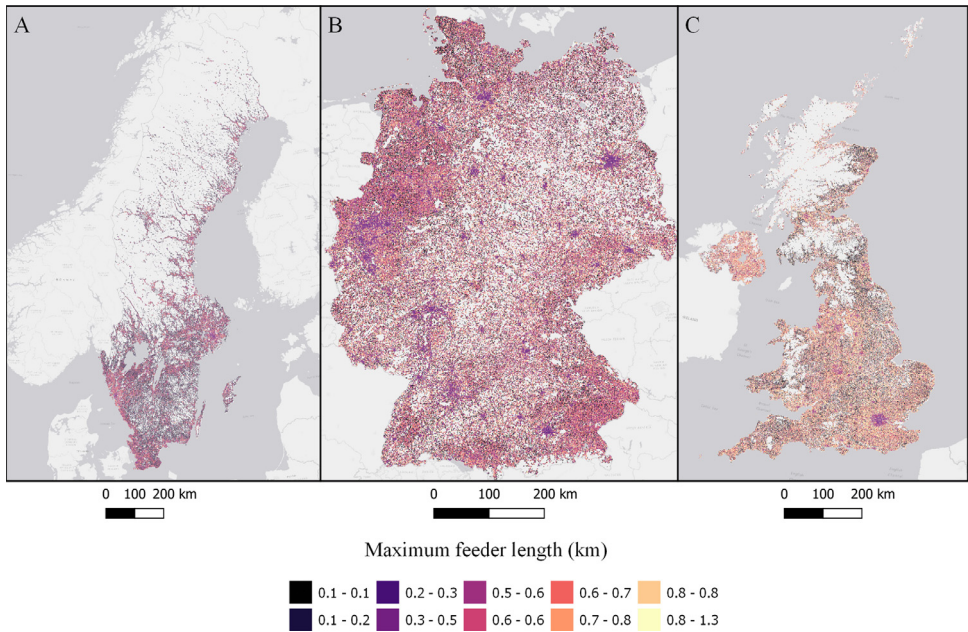 A
B
C
0 100 200 km
0 100 200 km
0 100 200 km
Maximum feeder length (km)
0.1 - 0.1 0.2 - 0.3 0.5 - 0.6 0.6 - 0.7 0.8 - 0.8
0.1 - 0.2 0.3 - 0.5 0.6 - 0.6 0.7 - 0.8 0.8 - 1.3